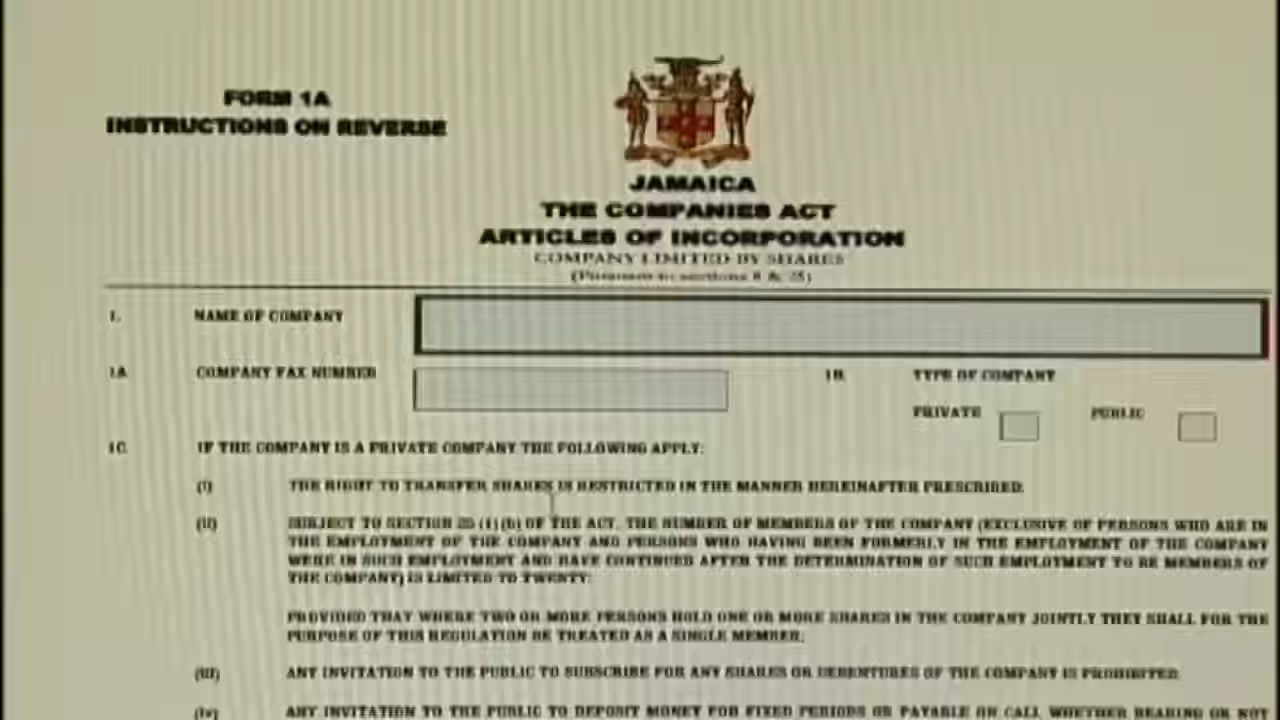 FORM 1A
INSTRUCTIONS ON REVERSE
JAMAICA
THE COMPANIES ACT
ARTICLES OF INCORPORATION
COMPANY LIMITED BY SHARES
(Pursuant to sections 8 & 25)
1. NAME OF COMPANY
1A COMPANY FAX NUMBER 1B TYPE OF COMPANY
PRIVATE PUBLIC
1C IF THE COMPANY IS A PRIVATE COMPANY THE FOLLOWING APPLY:
(i) THE RIGHT TO TRANSFER SHARES IS RESTRICTED IN THE MANNER HEREINAFTER PRESCRIBED;
(ii) SUBJECT TO SECTION 25 (1) (b) OF THE ACT, THE NUMBER OF MEMBERS OF THE COMPANY (EXCLUSIVE OF PERSONS WHO ARE IN
THE EMPLOYMENT OF THE COMPANY AND PERSONS WHO HAVING BEEN FORMERLY IN THE EMPLOYMENT OF THE COMPANY
WERE IN SUCH EMPLOYMENT AND HAVE CONTINUED AFTER THE DETERMINATION OF SUCH EMPLOYMENT TO BE MEMBERS OF
THE COMPANY) IS LIMITED TO TWENTY:
PROVIDED THAT WHERE TWO OR MORE PERSONS HOLD ONE OR MORE SHARES IN THE COMPANY JOINTLY THEY SHALL FOR THE
PURPOSE OF THIS REGULATION BE TREATED AS A SINGLE MEMBER;
(iii) ANY INVITATION TO THE PUBLIC TO SUBSCRIBE FOR ANY SHARES OR DEBENTURES OF THE COMPANY IS PROHIBITED
(iv) ANY INVITATION TO THE PUBLIC TO DEPOSIT MONEY FOR FIXED PERIODS OR PAYABLE ON CALL WHETHER BEARING OR NOT